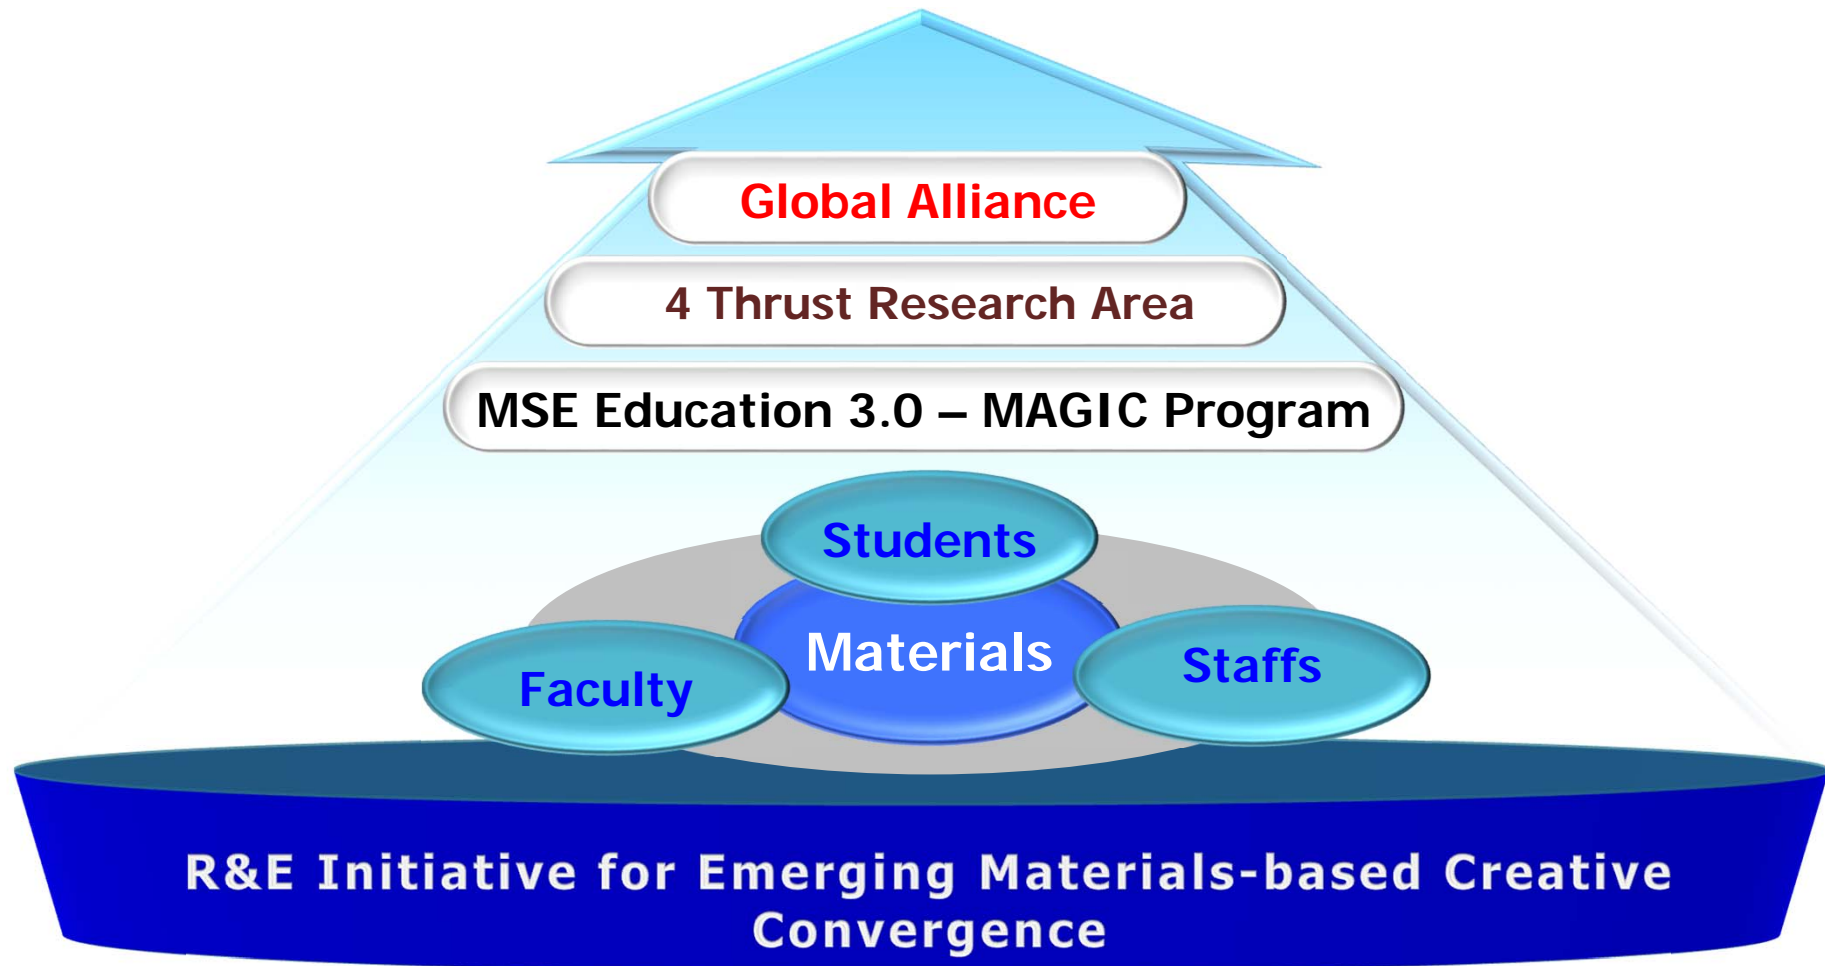 Global Alliance
4 Thrust Research Area
MSE Education 3.0 – MAGIC Program
Students
Materials
Staffs
Faculty
R&E Initiative for Emerging Materials-based Creative
Convergence